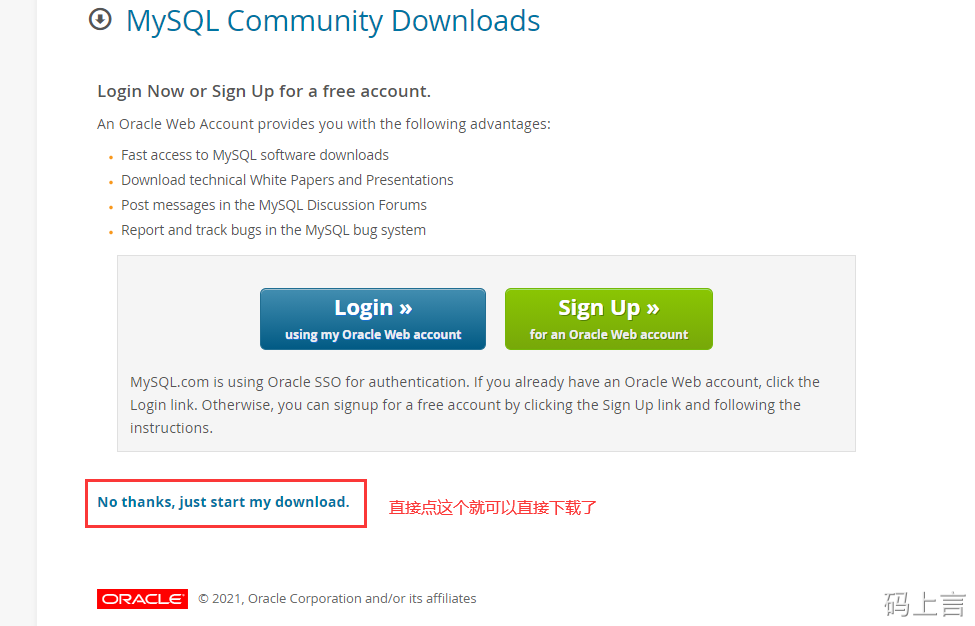 MySQL Community Downloads
Login Now or Sign Up for a free account.
An Oracle Web Account provides you with the following advantages:
Fast access to MySQL software downloads
Download technical White Papers and Presentations
Post messages in the MySQL Discussion Forums
Report and track bugs in the MySQL bug system
Login »
using my Oracle Web account
Sign Up »
for an Oracle Web account
MySQL.com is using Oracle SSO for authentication. If you already have an Oracle Web account, click the
Login link. Otherwise, you can signup for a free account by clicking the Sign Up link and following the
instructions.
No thanks, just start my download.
直接点这个就可以直接下载了
ORACLE
© 2021, Oracle Corporation and/or its affiliates
码上言